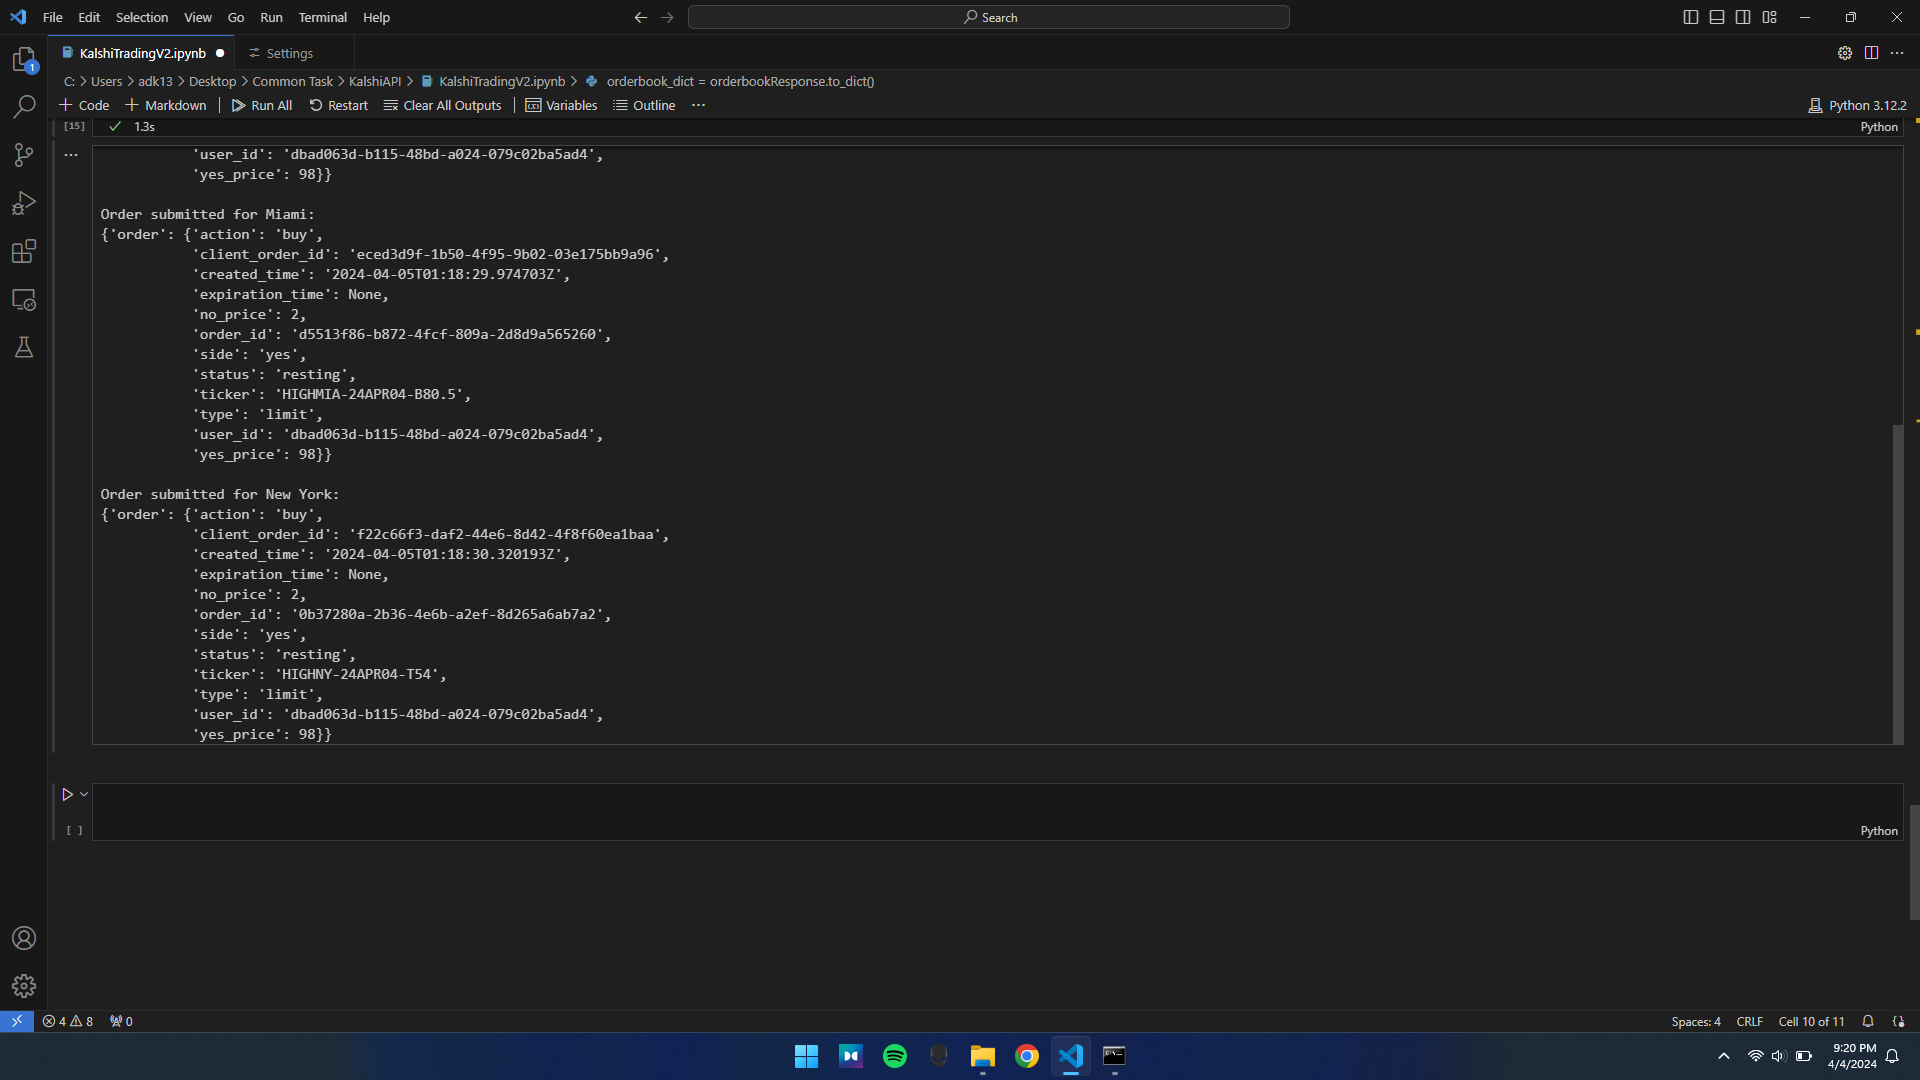 File Edit Selection View Go Run Terminal Help
Search
KalshiTradingV2.ipynb
Settings
C: > Users > adk13 > Desktop > Common Task > KalshiAPI > KalshiTradingV2.ipynb > orderbook_dict = orderbookResponse.to_dict()
+ Code + Markdown | Run All Restart Clear All Outputs | Variables Outline ...
Python 3.12.2
[15] ✓ 1.3s
Python
...
'user_id': 'dbad063d-b115-48bd-a024-079c02ba5ad4',
'yes_price': 98}}
Order submitted for Miami:
{'order': {'action': 'buy',
'client_order_id': 'eced3d9f-1b50-4f95-9b02-03e175bb9a96',
'created_time': '2024-04-05T01:18:29.974703Z',
'expiration_time': None,
'no_price': 2,
'order_id': 'd5513f86-b872-4fcf-809a-2d8d9a565260',
'side': 'yes',
'status': 'resting',
'ticker': 'HIGHMIA-24APR04-B80.5',
'type': 'limit',
'user_id': 'dbad063d-b115-48bd-a024-079c02ba5ad4',
'yes_price': 98}}
Order submitted for New York:
{'order': {'action': 'buy',
'client_order_id': 'f22c66f3-daf2-44e6-8d42-4f8f60ea1baa',
'created_time': '2024-04-05T01:18:30.320193Z',
'expiration_time': None,
'no_price': 2,
'order_id': '0b37280a-2b36-4e6b-a2ef-8d265a6ab7a2',
'side': 'yes',
'status': 'resting',
'ticker': 'HIGHNY-24APR04-T54',
'type': 'limit',
'user_id': 'dbad063d-b115-48bd-a024-079c02ba5ad4',
'yes_price': 98}}
[ ]
Python
4 8 0
Spaces: 4 CRLF Cell 10 of 11
9:20 PM
4/4/2024
1